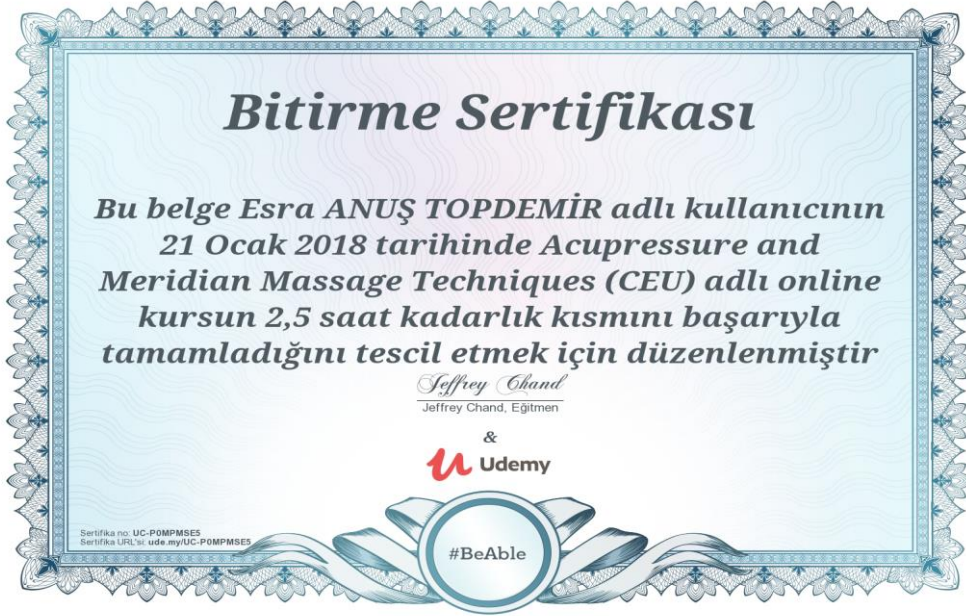 Bitirme Sertifikası
Bu belge Esra ANUŞ TOPDEMİR adlı kullanıcının
21 Ocak 2018 tarihinde Acupressure and
Meridian Massage Techniques (CEU) adlı online
kursun 2,5 saat kadarlık kısmını başarıyla
tamamladığını tescil etmek için düzenlenmiştir
Jeffrey Chand
Jeffrey Chand, Eğitmen
&
Udemy
Sertifika no: UC-P0MPMSE5
Sertifika URL'si: ude.my/UC-P0MPMSE5
#BeAble